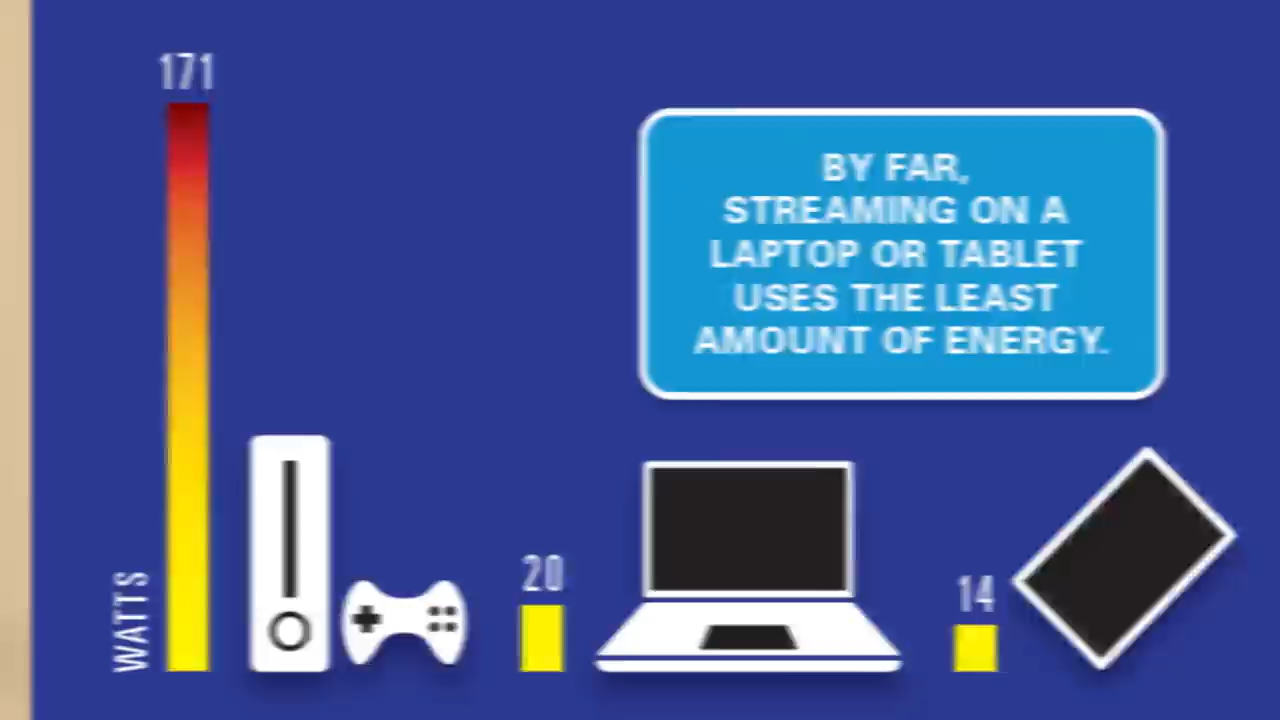 171
BY FAR,
STREAMING ON A
LAPTOP OR TABLET
USES THE LEAST
AMOUNT OF ENERGY.
WATTS
20
14